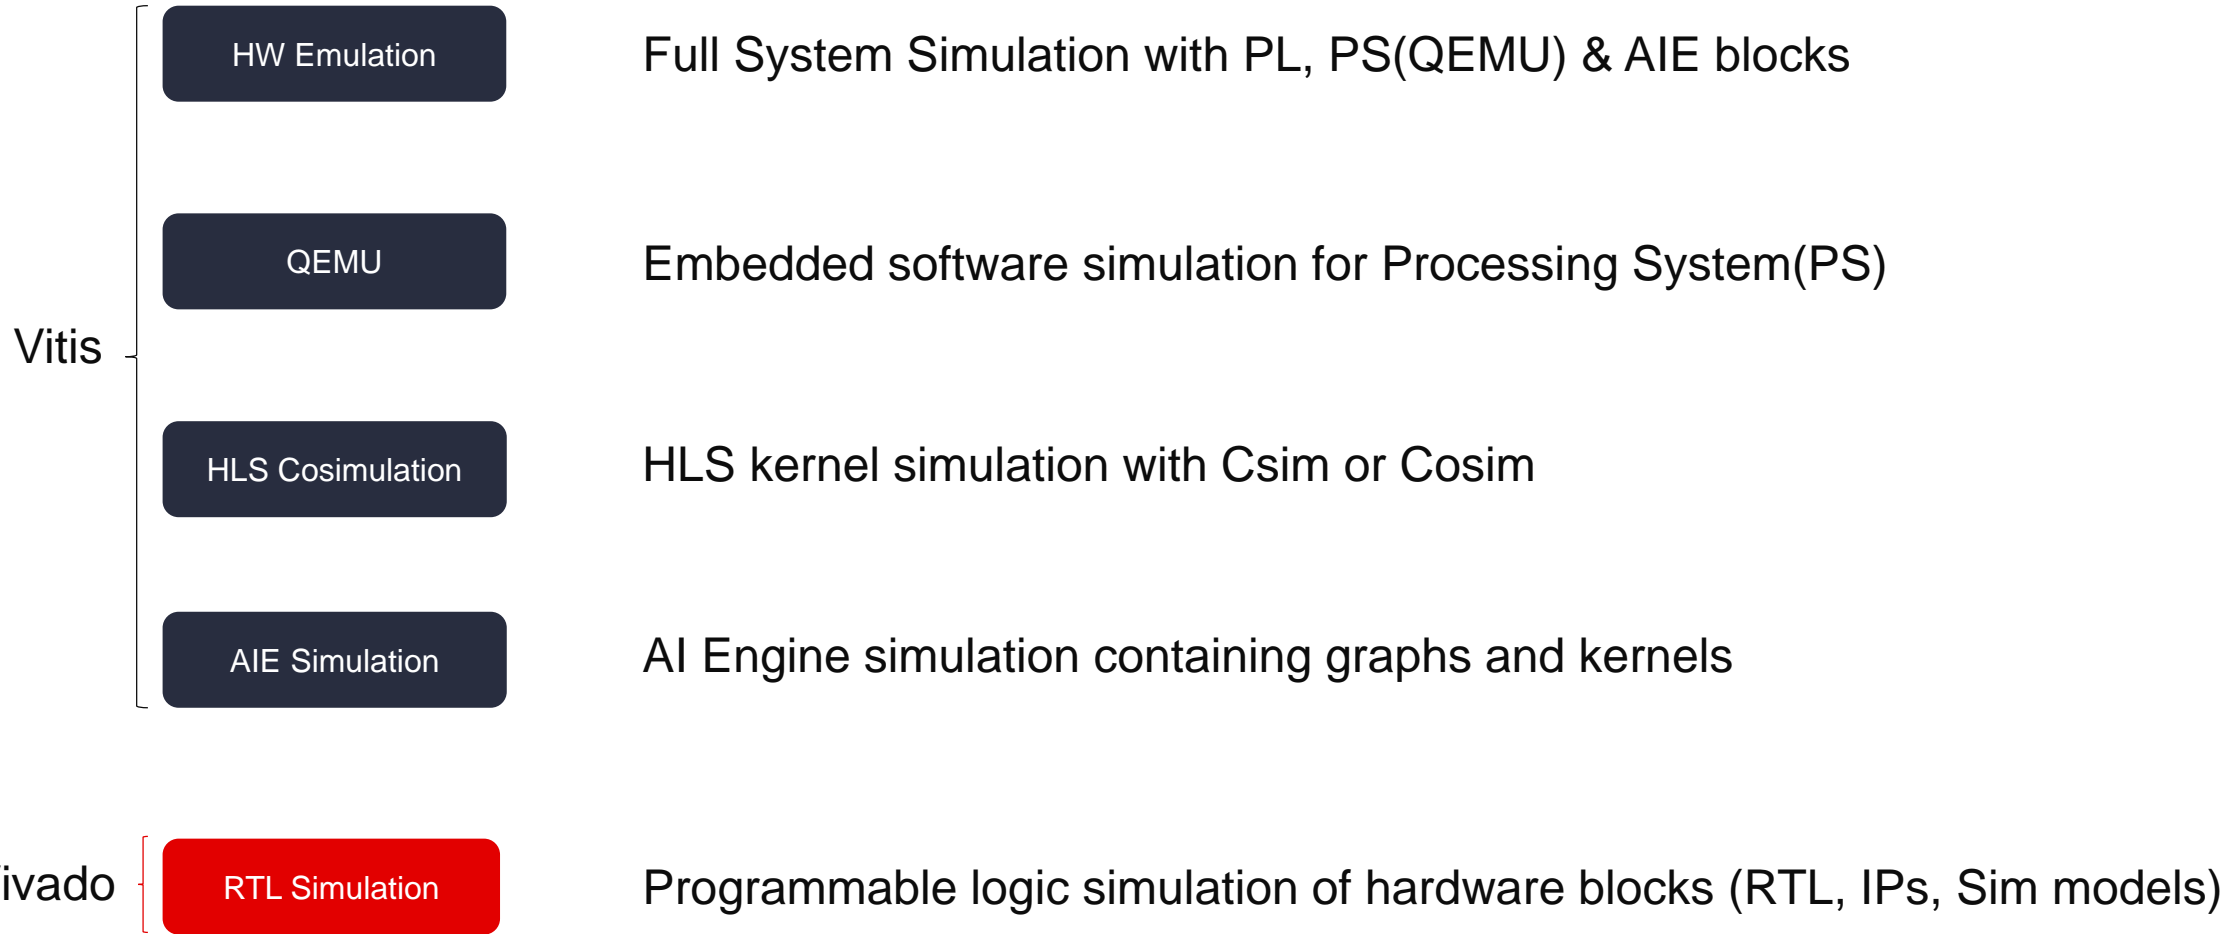 HW Emulation Full System Simulation with PL, PS(QEMU) & AIE blocks
QEMU Embedded software simulation for Processing System(PS)
Vitis
HLS Cosimulation HLS kernel simulation with Csim or Cosim
AIE Simulation AI Engine simulation containing graphs and kernels
ivado RTL Simulation Programmable logic simulation of hardware blocks (RTL, IPs, Sim models)